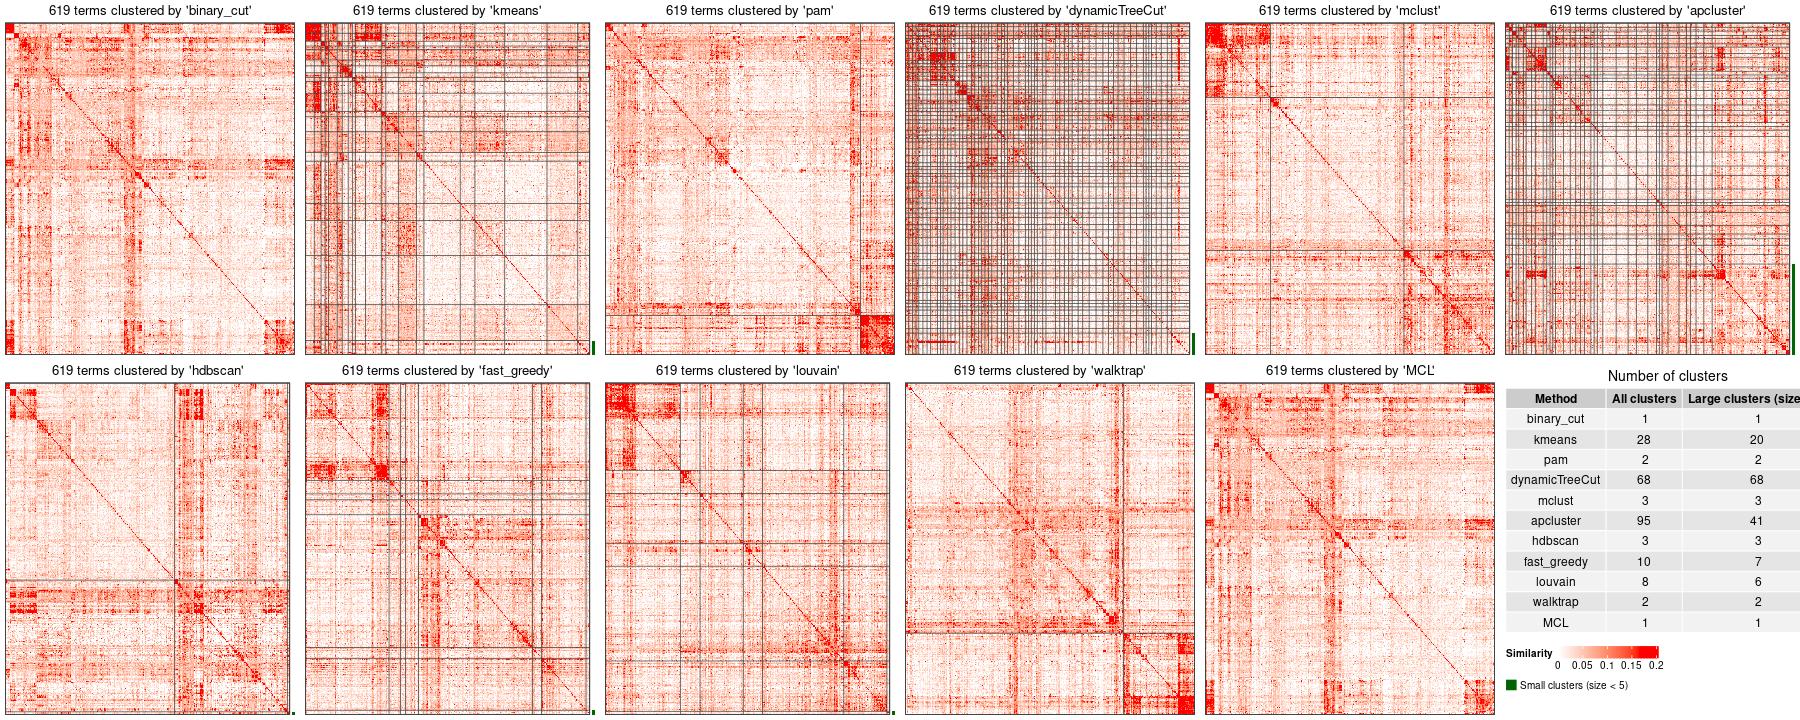 619 terms clustered by 'binary_cut'
619 terms clustered by 'kmeans'
619 terms clustered by 'pam'
619 terms clustered by 'dynamicTreeCut'
619 terms clustered by 'mclust'
619 terms clustered by 'apcluster'
619 terms clustered by 'hdbscan'
619 terms clustered by 'fast_greedy'
619 terms clustered by 'louvain'
619 terms clustered by 'walktrap'
619 terms clustered by 'MCL'
Number of clusters
Method All clusters Large clusters (size
binary_cut 1 1
kmeans 28 20
pam 2 2
dynamicTreeCut 68 68
mclust 3 3
apcluster 95 41
hdbscan 3 3
fast_greedy 10 7
louvain 8 6
walktrap 2 2
MCL 1 1
Similarity
0 0.05 0.1 0.15 0.2
Small clusters (size < 5)